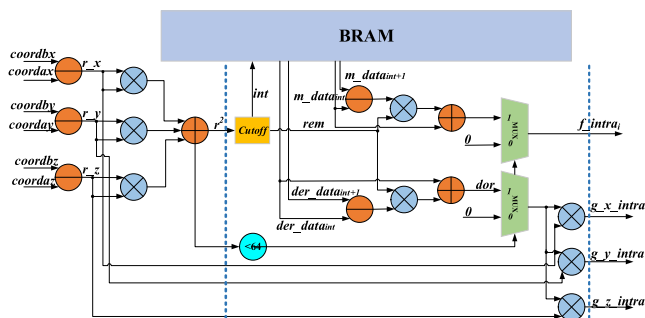 BRAM
coordbx
coordax
r_x
coordby
coorday
r_y
coordbz
coordaz
r_z
r²
int
Cutoff
rem
m_dataint+1
m_dataint
der_dataint+1
der_dataint
dor
0
0
1 MUX 0
1 MUX 0
<64
f_intrai
g_x_intra
g_y_intra
g_z_intra